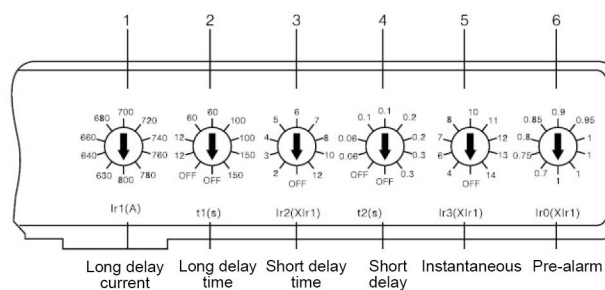 1 2 3 4 5 6
700
680 720
660 740
640 760
630 780
800
Ir1(A)
60
60 100
12 100
12 150
OFF 150
OFF
t1(s)
6
5 7
4 8
3 10
2 12
OFF
Ir2(XIr1)
0.1
0.1 0.2
0.06 0.2
0.06 0.3
OFF 0.3
OFF
t2(s)
10
8 11
7 12
6 13
4 14
OFF
Ir3(XIr1)
0.9
0.85 0.95
0.8 1
0.75 1
0.7 1
1
Ir0(XIr1)
Long delay
current
Long delay
time
Short delay
time
Short
delay
Instantaneous
Pre-alarm